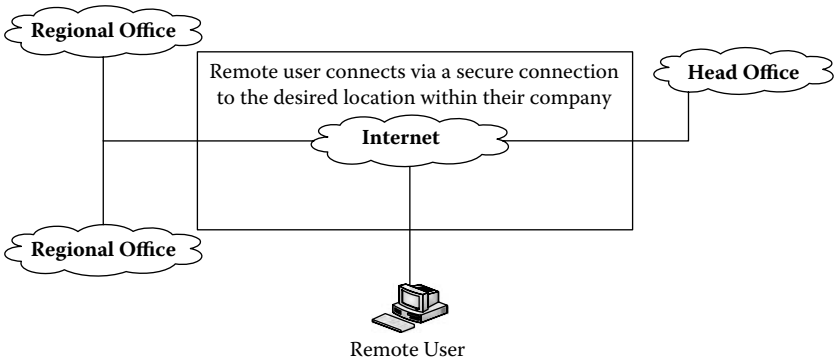 Regional Office
Remote user connects via a secure connection
to the desired location within their company
Head Office
Internet
Regional Office
Remote User